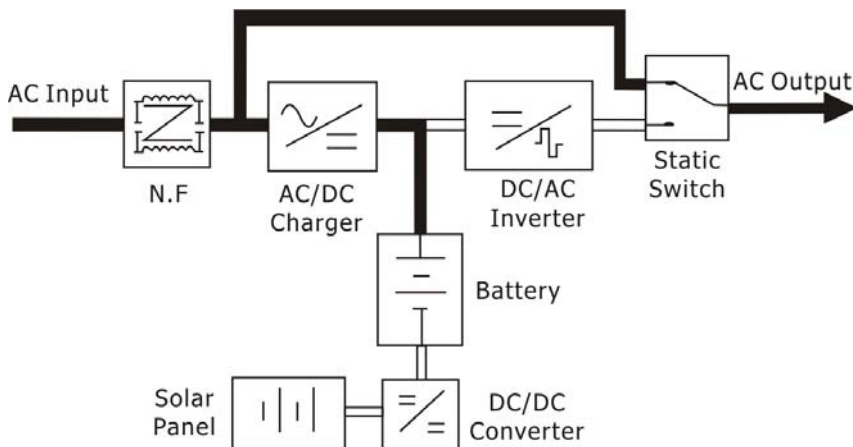 AC Input
N.F
AC/DC
Charger
DC/AC
Inverter
Static
Switch
AC Output
Battery
Solar
Panel
DC/DC
Converter